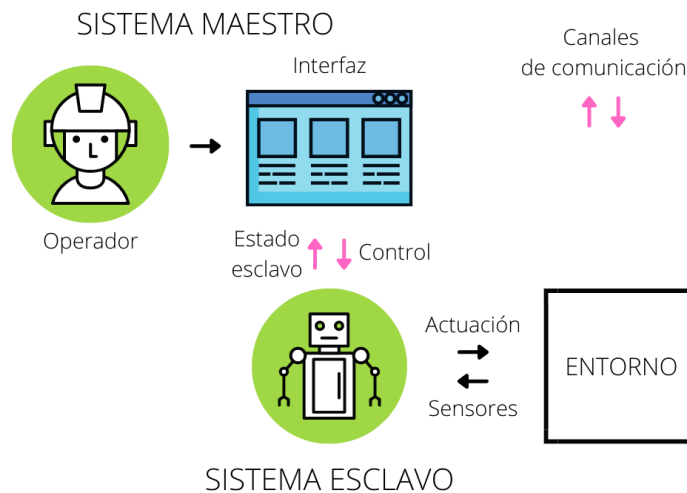 SISTEMA MAESTRO
Canales
de comunicación
Interfaz
Operador
Estado
esclavo
Control
Actuación
Sensores
ENTORNO
SISTEMA ESCLAVO